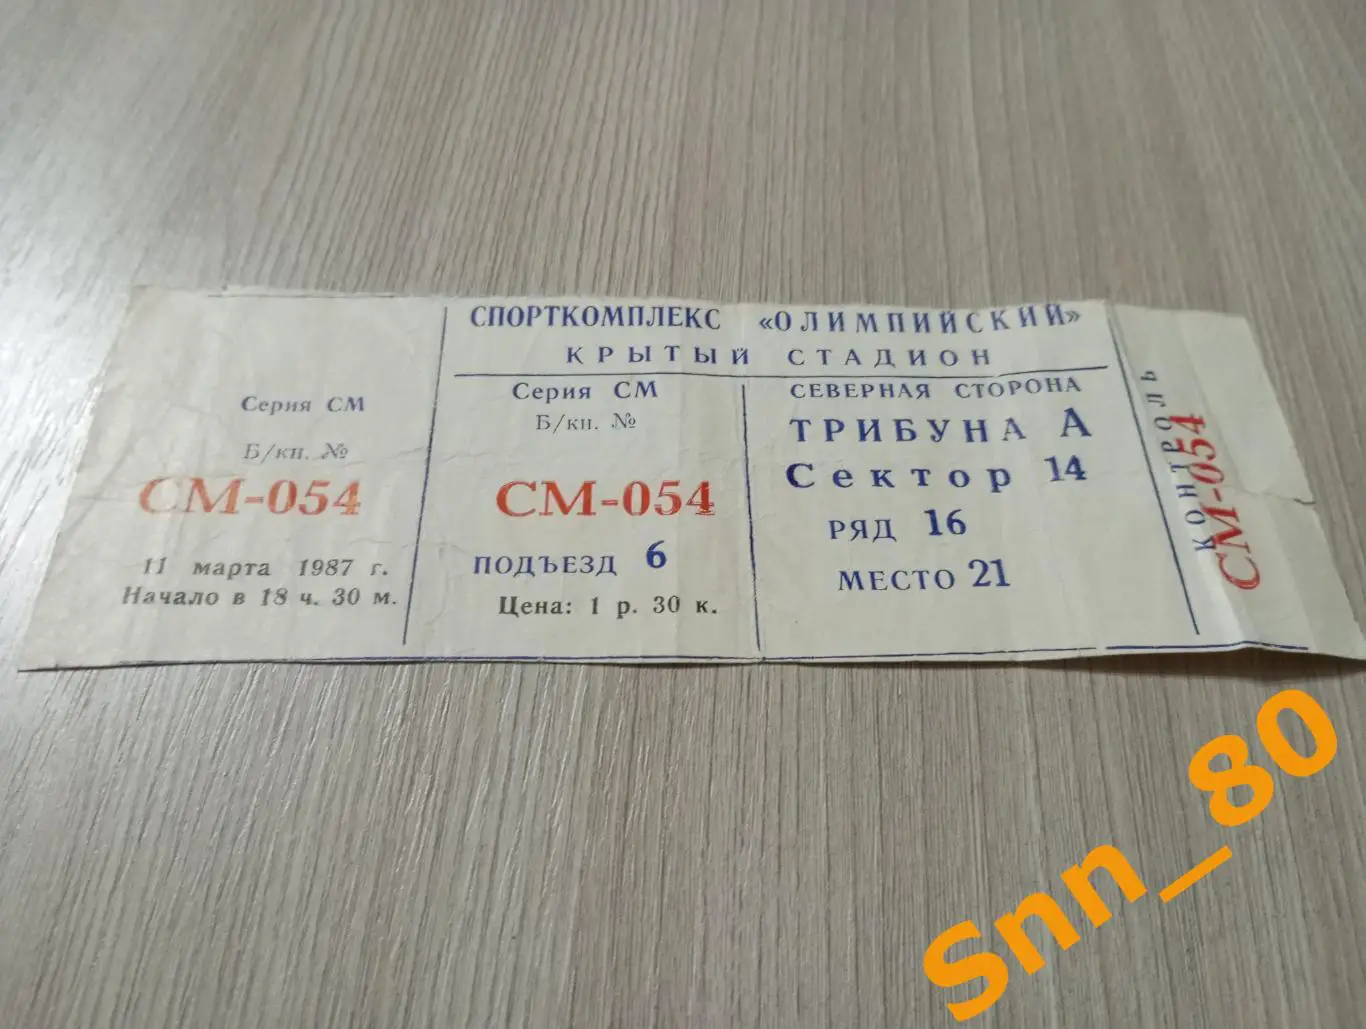 СПОРТКОМПЛЕКС «ОЛИМПИЙСКИЙ»
КРЫТЫЙ СТАДИОН
Серия СМ
Б/кн. №
СМ-054
11 марта 1987 г.
Начало в 18 ч. 30 м.
Серия СМ
Б/кн. №
СМ-054
ПОДЪЕЗД 6
Цена: 1 р. 30 к.
СЕВЕРНАЯ СТОРОНА
ТРИБУНА А
Сектор 14
РЯД 16
МЕСТО 21
КОНТРОЛЬ
СМ-054
Snn_80